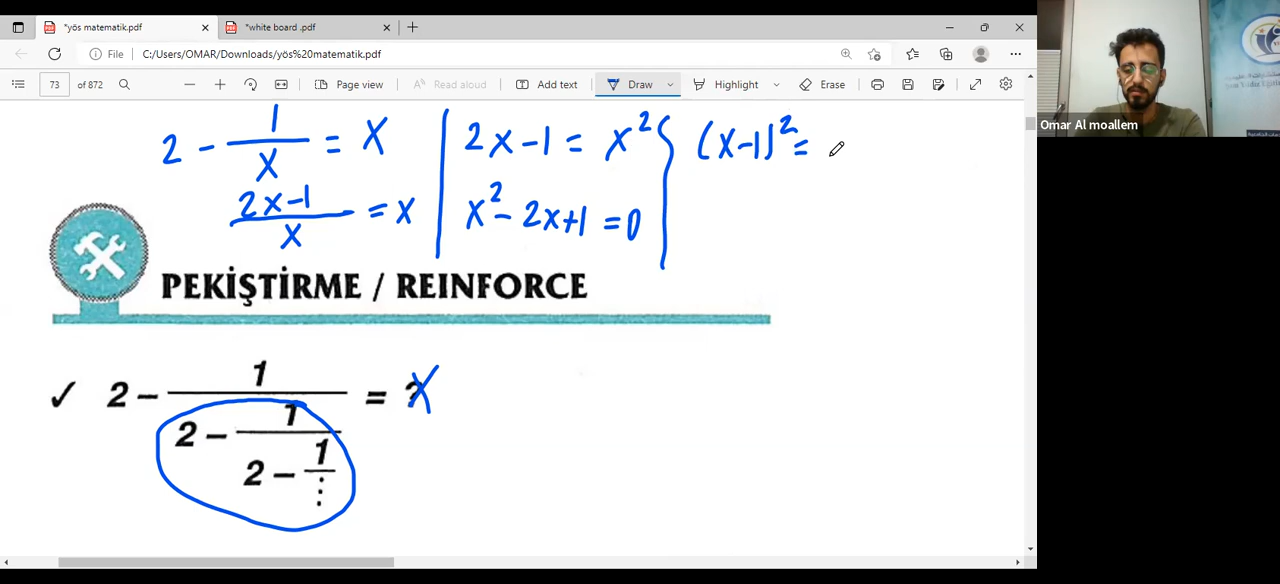 *yös matematik.pdf
*white board .pdf
File C:/Users/OMAR/Downloads/yös%20matematik.pdf
73 of 872 Page view Read aloud Add text Draw Highlight Erase
Omar Al moallem
2 - 1/x = x
(2x-1)/x = x
2x-1 = x²
x² - 2x+1 = 0
(x-1)² =
PEKİŞTİRME / REINFORCE
✓ 2 - 1/(2 - 1/(2 - 1/⋮)) = ? x